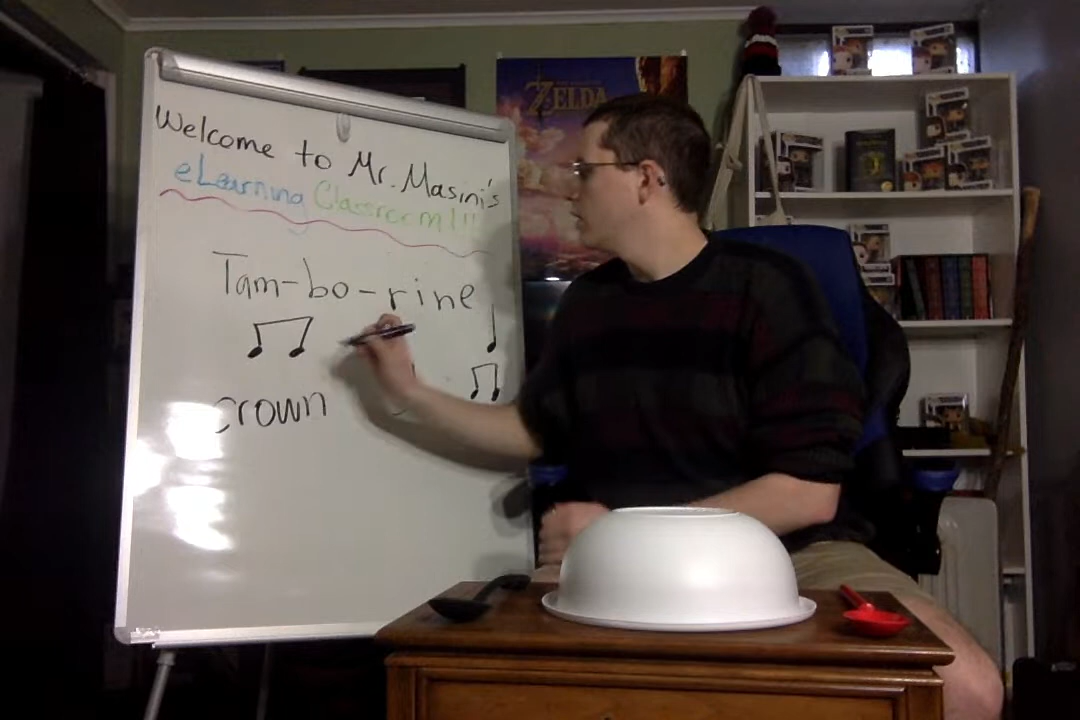 Welcome to Mr. Masini's
eLearning Classroom!!!
Tam-bo-rine
crown
ZELDA